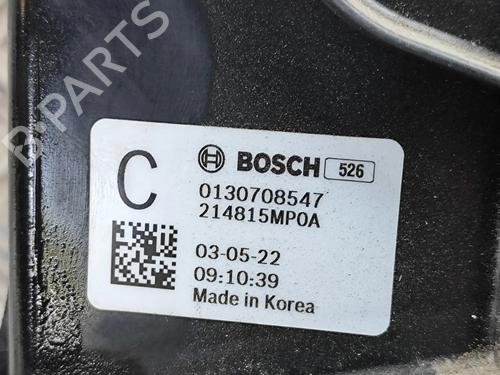 B-PARTS
C
BOSCH 526
0130708547
214815MP0A
03-05-22
09:10:39
Made in Korea